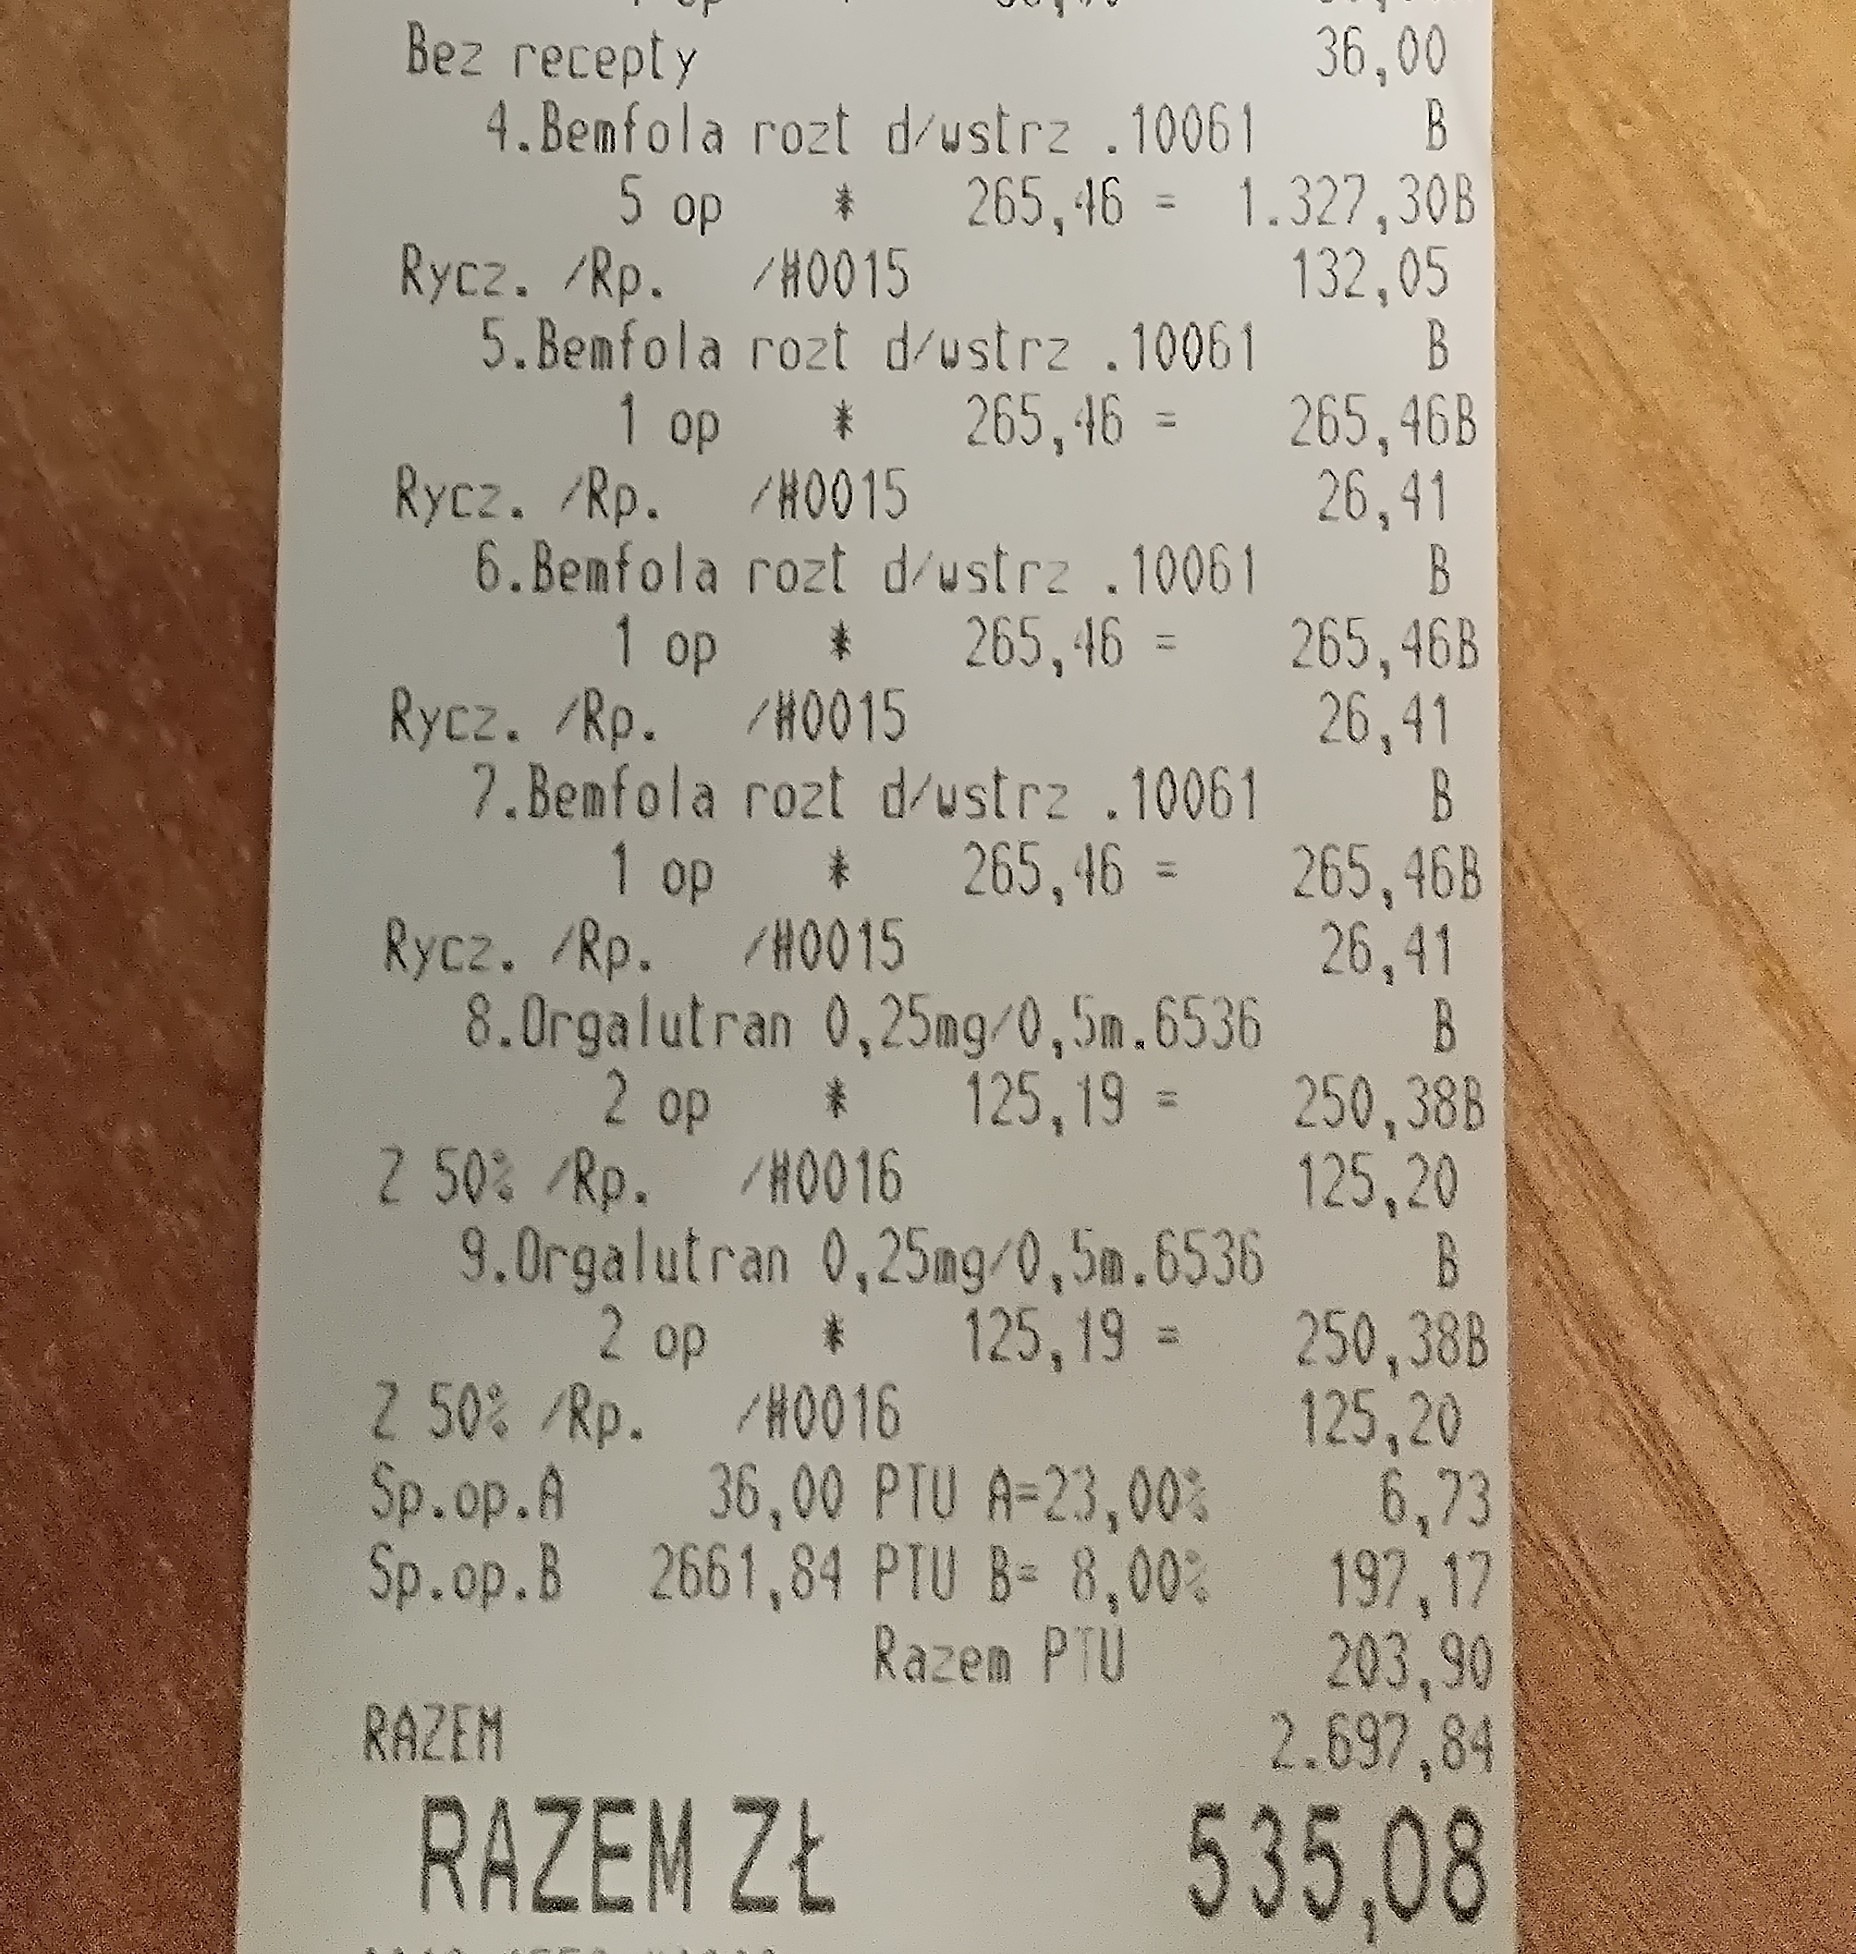 Bez recepty 36,00
4.Bemfola rozt d/wstrz .10061 B
5 op * 265,46 = 1.327,30B
Rycz. /Rp. /#0015 132,05
5.Bemfola rozt d/wstrz .10061 B
1 op * 265,46 = 265,46B
Rycz. /Rp. /#0015 26,41
6.Bemfola rozt d/wstrz .10061 B
1 op * 265,46 = 265,46B
Rycz. /Rp. /#0015 26,41
7.Bemfola rozt d/wstrz .10061 B
1 op * 265,46 = 265,46B
Rycz. /Rp. /#0015 26,41
8.Orgalutran 0,25mg/0,5m.6536 B
2 op * 125,19 = 250,38B
Z 50% /Rp. /#0016 125,20
9.Orgalutran 0,25mg/0,5m.6536 B
2 op * 125,19 = 250,38B
Z 50% /Rp. /#0016 125,20
Sp.op.A 36,00 PTU A=23,00% 6,73
Sp.op.B 2661,84 PTU B= 8,00% 197,17
Razem PTU 203,90
RAZEM 2.697,84
RAZEM ZŁ 535,08